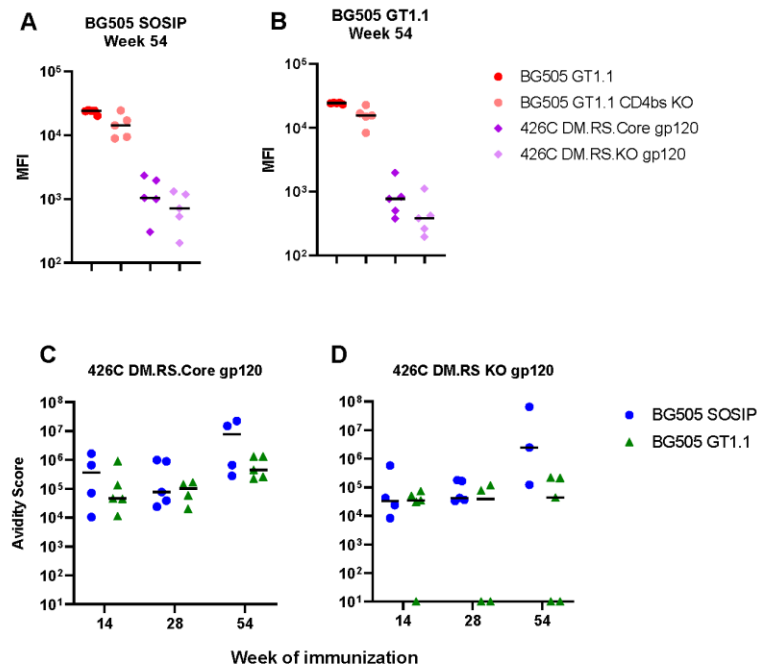 A
BG505 SOSIP
Week 54
MFI
10⁵
10⁴
10³
10²
B
BG505 GT1.1
Week 54
MFI
10⁵
10⁴
10³
10²
BG505 GT1.1
BG505 GT1.1 CD4bs KO
426C DM.RS.Core gp120
426C DM.RS.KO gp120
C
426C DM.RS.Core gp120
Avidity Score
10⁸
10⁷
10⁶
10⁵
10⁴
10³
10²
10¹
14 28 54
D
426C DM.RS KO gp120
10⁸
10⁷
10⁶
10⁵
10⁴
10³
10²
10¹
14 28 54
BG505 SOSIP
BG505 GT1.1
Week of immunization